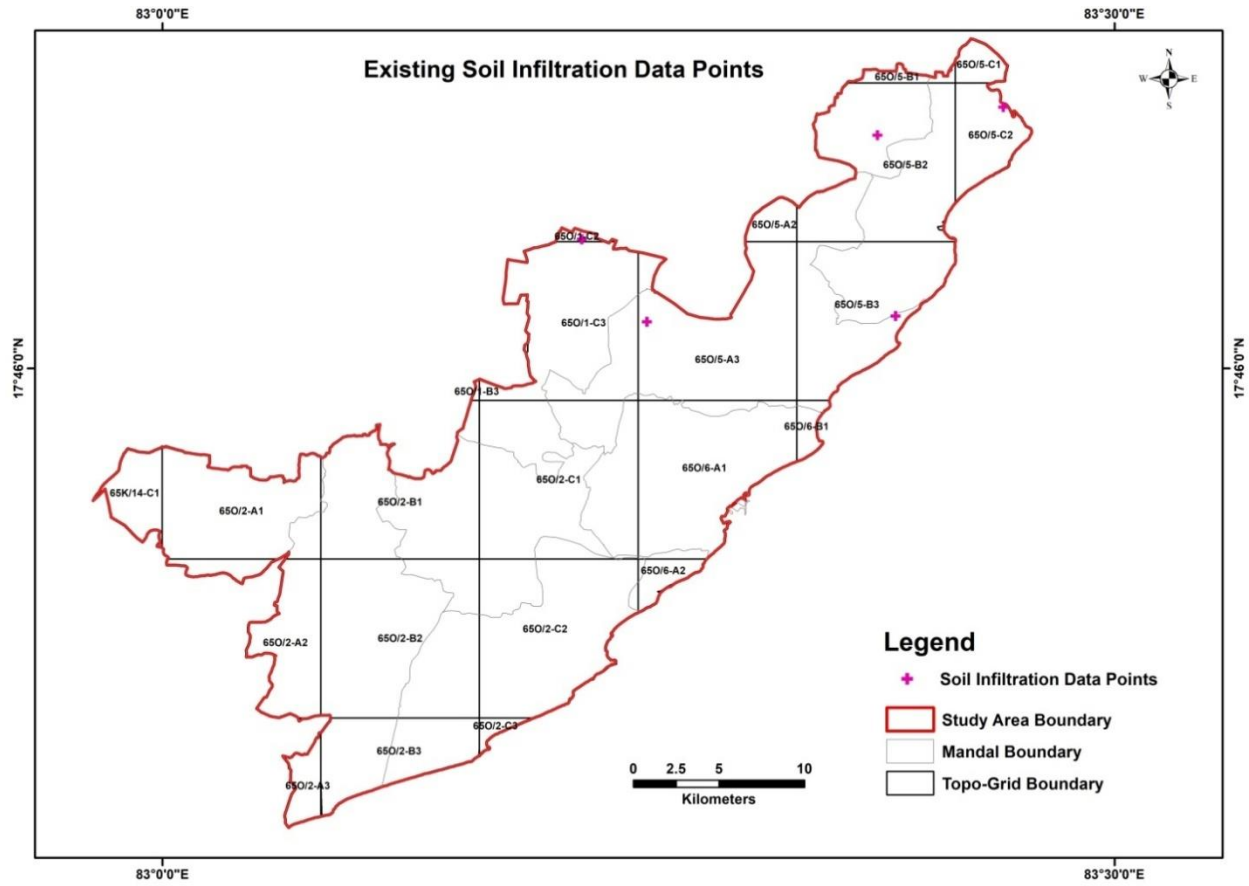 83°0'0"E
83°30'0"E
Existing Soil Infiltration Data Points
N
W E
S
65O/5-C1
65O/5-B1
65O/5-C2
65O/5-B2
65O/5-A2
65O/1-C2
65O/5-B3
65O/1-C3
65O/5-A3
17°46'0"N
17°46'0"N
65O/1-B3
65O/6-B1
65O/6-A1
65O/2-C1
65K/14-C1
65O/2-B1
65O/2-A1
65O/6-A2
65O/2-C2
65O/2-B2
65O/2-A2
65O/2-C3
65O/2-B3
65O/2-A3
Legend
Soil Infiltration Data Points
Study Area Boundary
Mandal Boundary
Topo-Grid Boundary
0 2.5 5 10
Kilometers
83°0'0"E
83°30'0"E